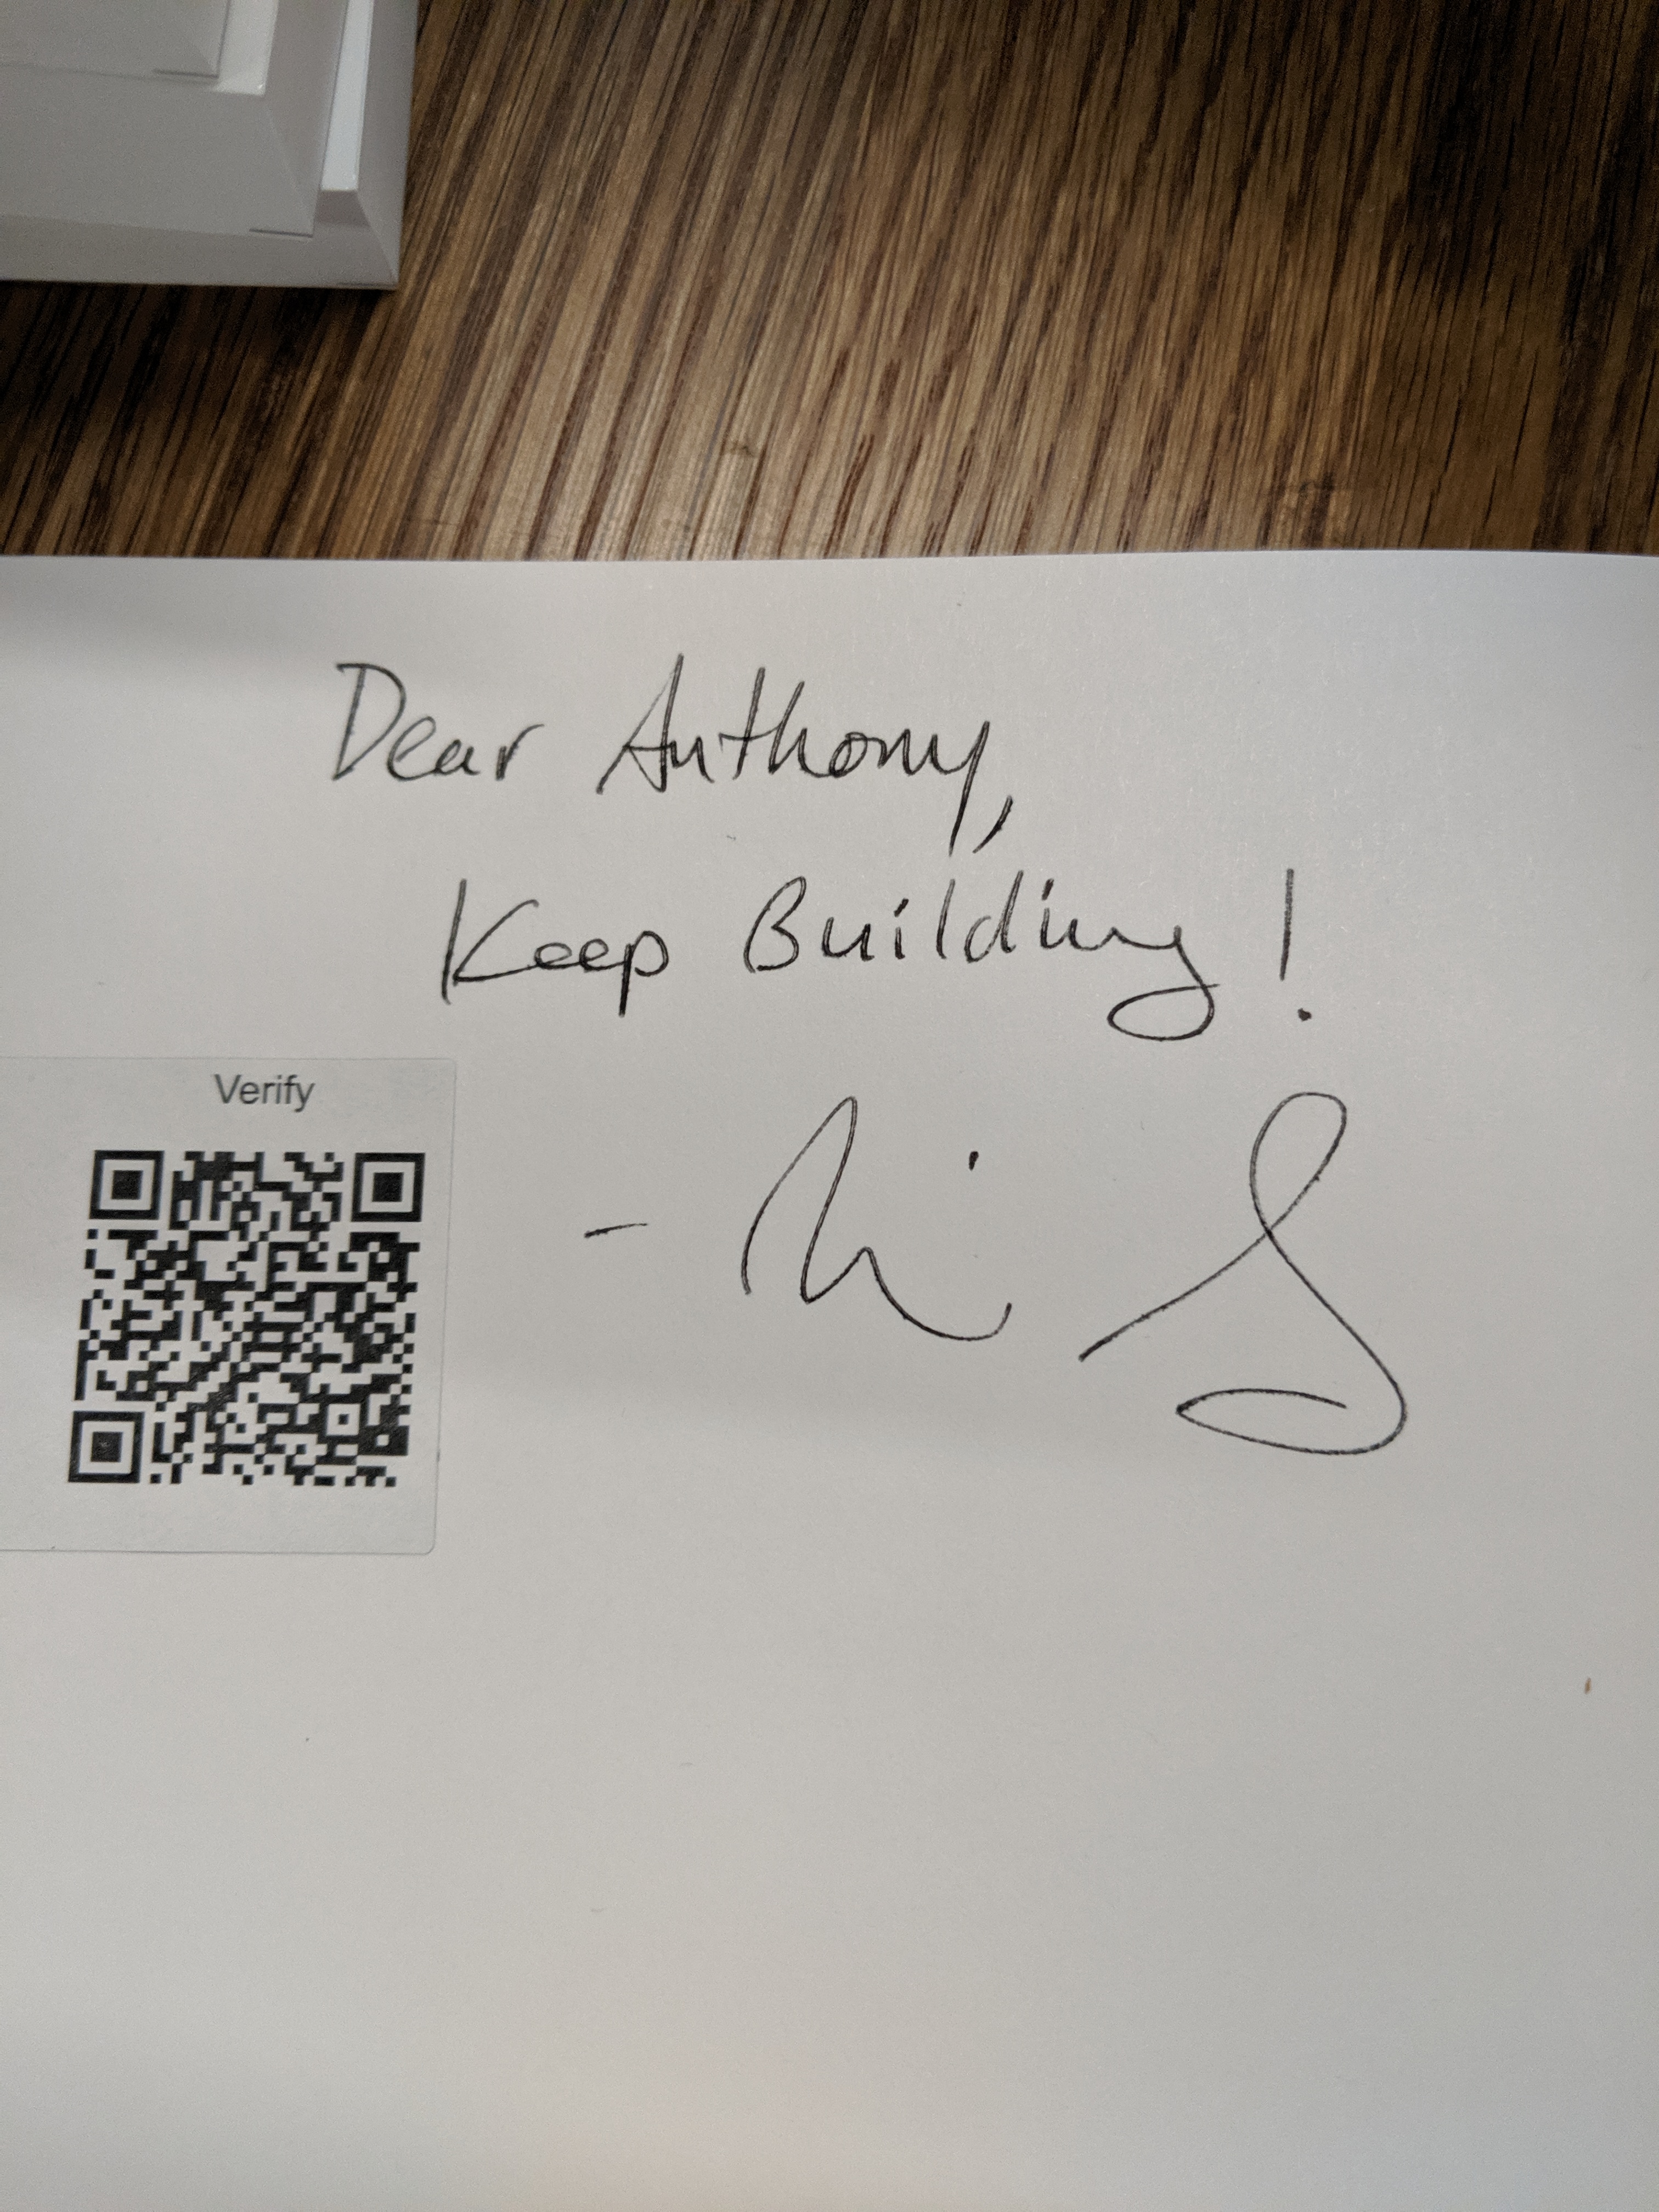 Dear Anthony,
Keep Building!
Verify